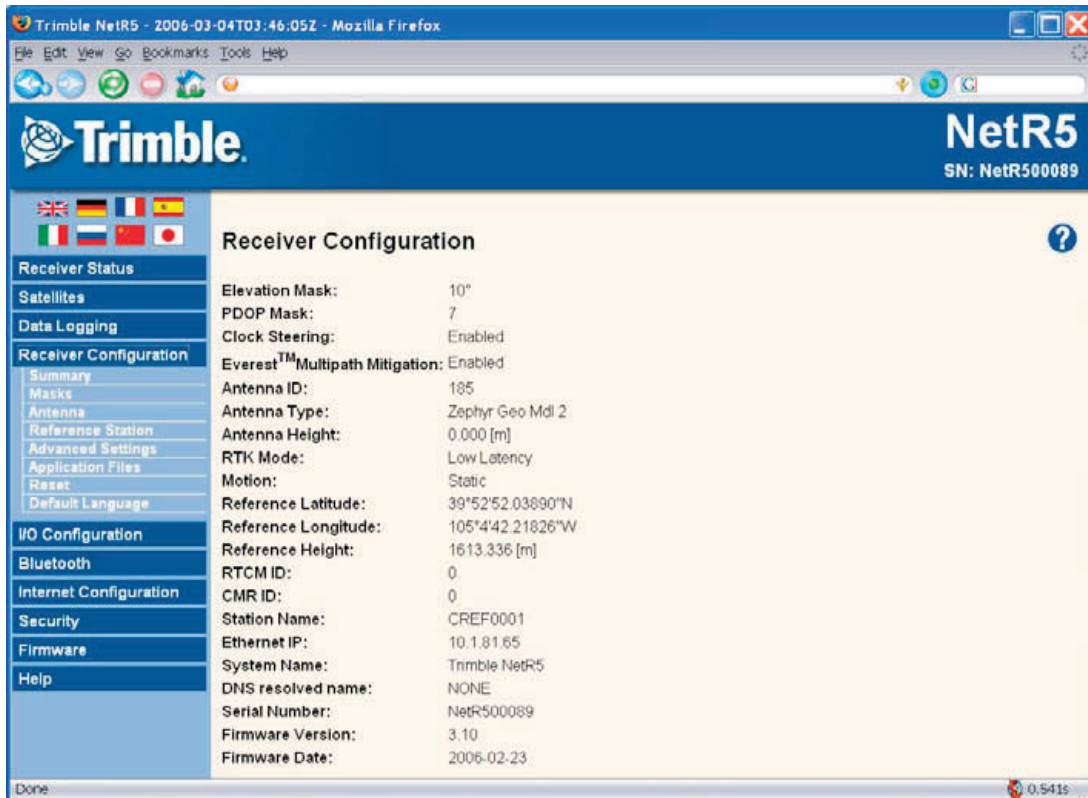 Trimble NetR5 - 2006-03-04T03:46:05Z - Mozilla Firefox
File Edit View Go Bookmarks Tools Help
G
Trimble.
NetR5
SN: NetR500089
Receiver Configuration
?
Receiver Status
Satellites
Data Logging
Receiver Configuration
Summary
Masks
Antenna
Reference Station
Advanced Settings
Application Files
Reset
Default Language
I/O Configuration
Bluetooth
Internet Configuration
Security
Firmware
Help
Elevation Mask: 10°
PDOP Mask: 7
Clock Steering: Enabled
Everest™Multipath Mitigation: Enabled
Antenna ID: 185
Antenna Type: Zephyr Geo Mdl 2
Antenna Height: 0.000 [m]
RTK Mode: Low Latency
Motion: Static
Reference Latitude: 39°52'52.03890"N
Reference Longitude: 105°4'42.21826"W
Reference Height: 1613.336 [m]
RTCM ID: 0
CMR ID: 0
Station Name: CREF0001
Ethernet IP: 10.1.81.65
System Name: Trimble NetR5
DNS resolved name: NONE
Serial Number: NetR500089
Firmware Version: 3.10
Firmware Date: 2006-02-23
Done
0.541s